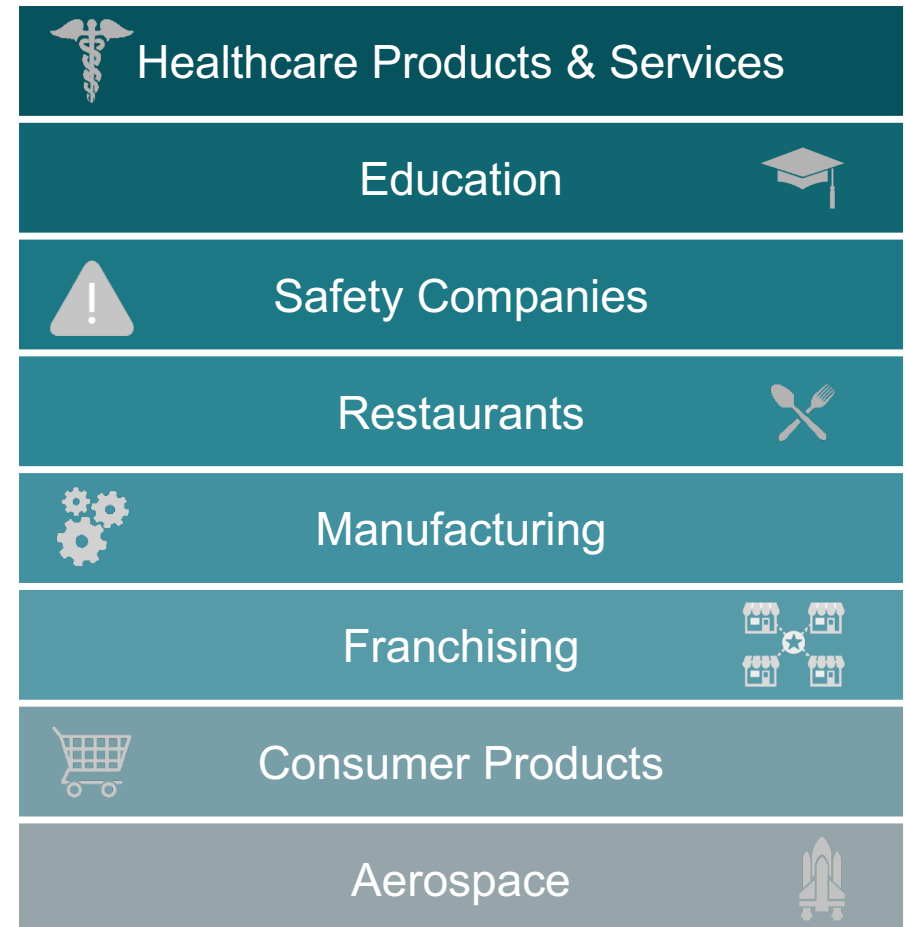 Healthcare Products & Services
Education
Safety Companies
Restaurants
Manufacturing
Franchising
Consumer Products
Aerospace